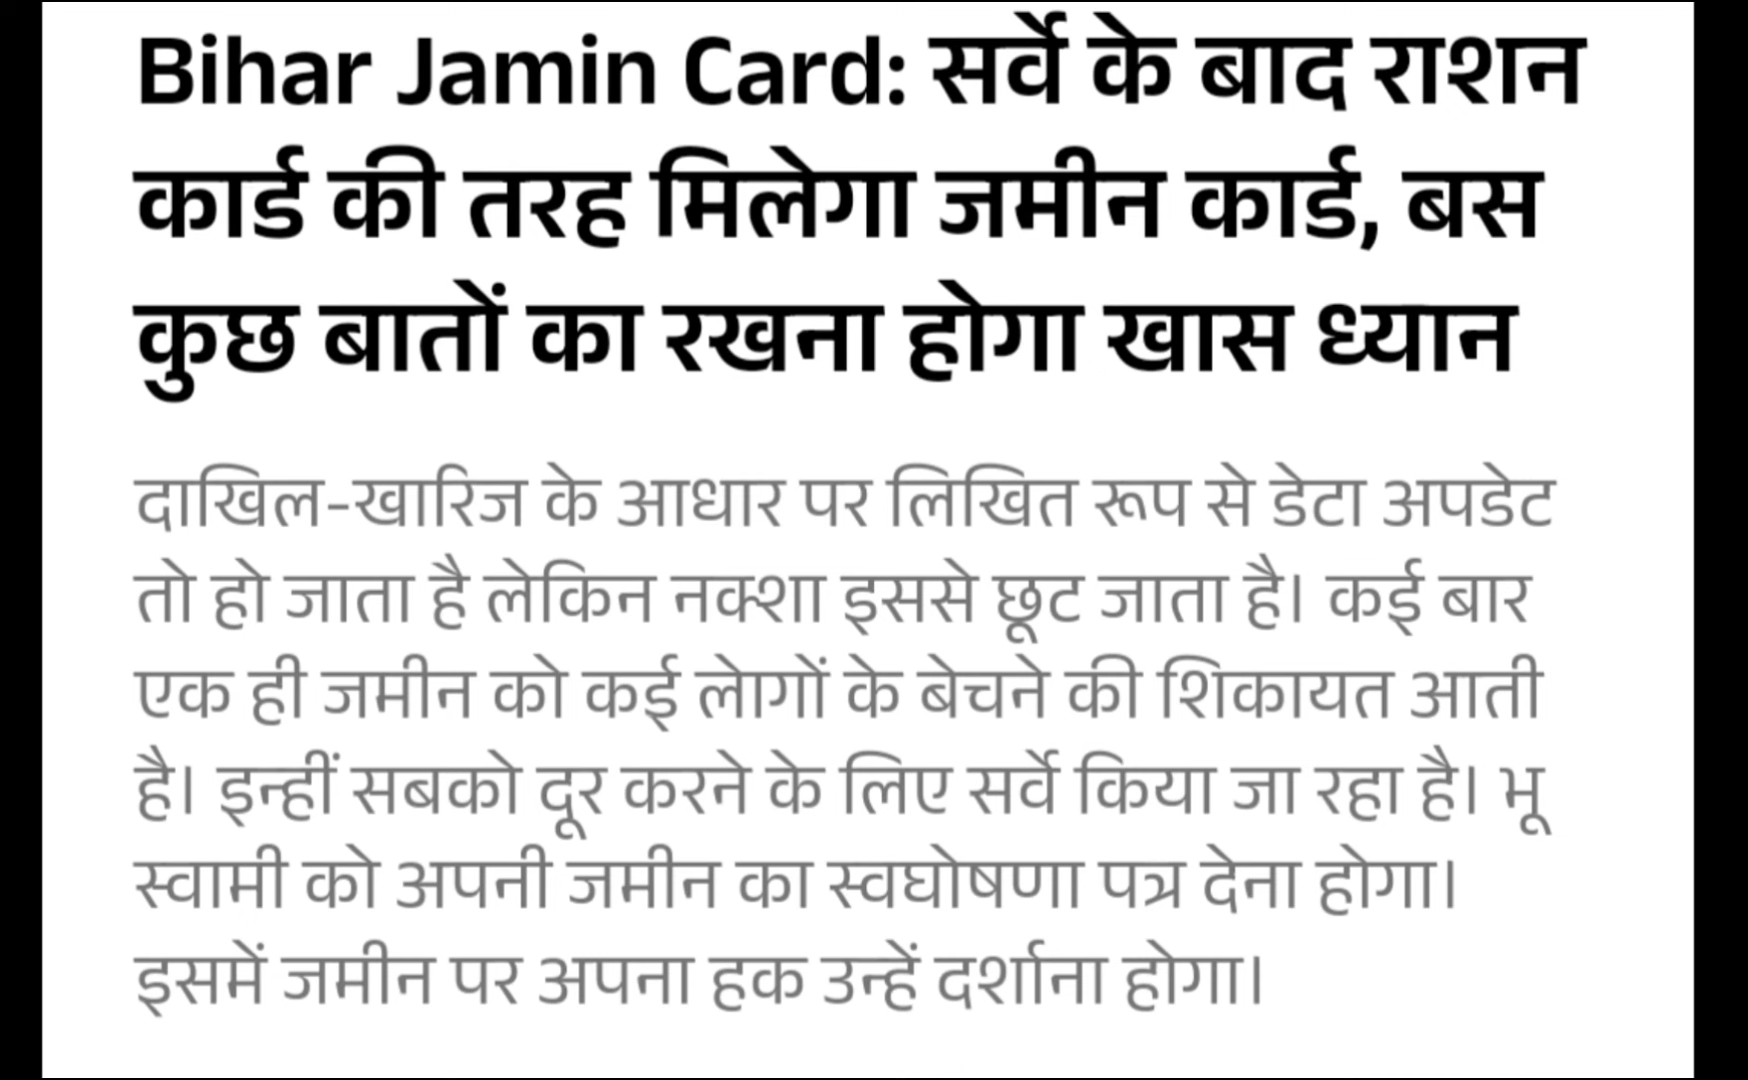 Bihar Jamin Card: सर्वे के बाद राशन
कार्ड की तरह मिलेगा जमीन कार्ड, बस
कुछ बातों का रखना होगा खास ध्यान
दाखिल-खारिज के आधार पर लिखित रूप से डेटा अपडेट
तो हो जाता है लेकिन नक्शा इससे छूट जाता है। कई बार
एक ही जमीन को कई लोगों के बेचने की शिकायत आती
है। इन्हीं सबको दूर करने के लिए सर्वे किया जा रहा है। भू
स्वामी को अपनी जमीन का स्वघोषणा पत्र देना होगा।
इसमें जमीन पर अपना हक उन्हें दर्शाना होगा।